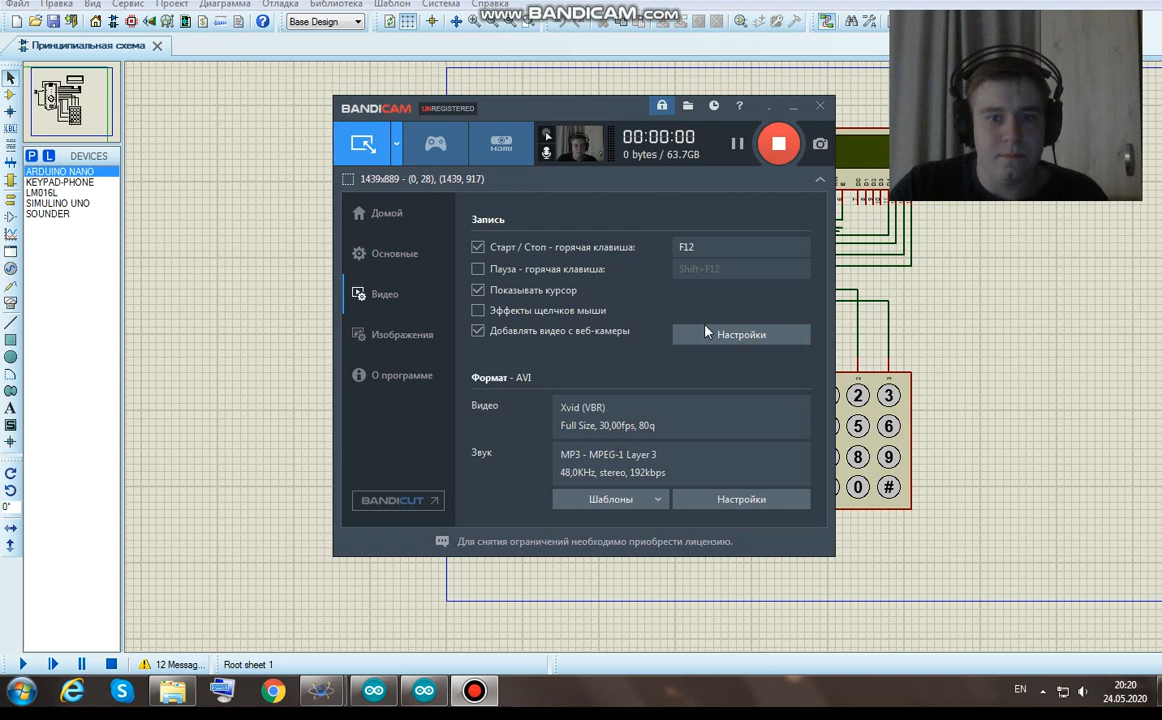 Файл Правка Вид Сервис Проект Диаграмма Отладка Библиотека Шаблон Система Справка
www.BANDICAM.com
Base Design
Принципиальная схема
P L DEVICES
ARDUINO NANO
KEYPAD-PHONE
LM016L
SIMULINO UNO
SOUNDER
LBL
A
S
0°
BANDICAM UNREGISTERED
HDMI
00:00:00
0 bytes / 63.7GB
1439x889 - (0, 28), (1439, 917)
Домой
Основные
Видео
Изображения
О программе
BANDICUT
Запись
Старт / Стоп - горячая клавиша: F12
Пауза - горячая клавиша: Shift+F12
Показывать курсор
Эффекты щелчков мыши
Добавлять видео с веб-камеры Настройки
Формат - AVI
Видео Xvid (VBR)
Full Size, 30,00fps, 80q
Звук MP3 - MPEG-1 Layer 3
48,0KHz, stereo, 192kbps
Шаблоны Настройки
Для снятия ограничений необходимо приобрести лицензию.
2 3
5 6
8 9
0 #
12 Messag... Root sheet 1
EN 20:20
24.05.2020